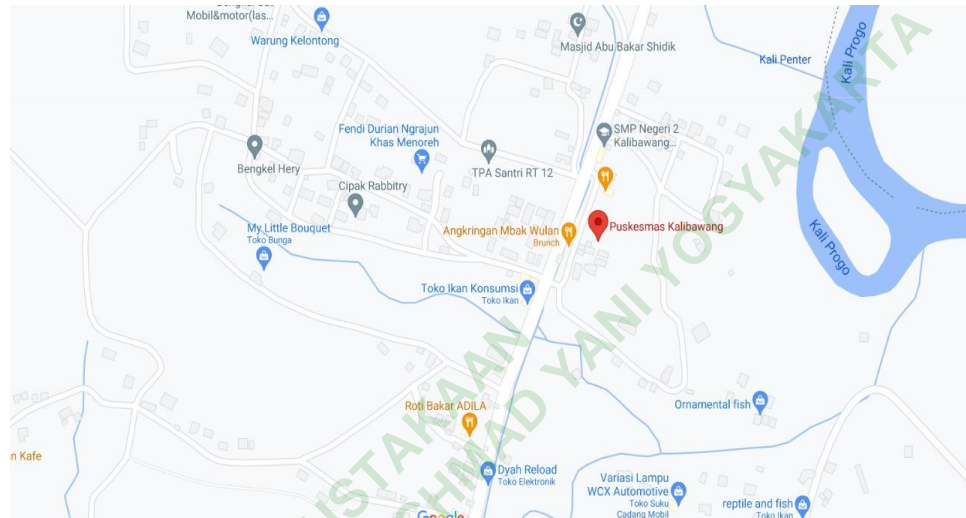 Mobil&motor(las...
Warung Kelontong
Masjid Abu Bakar Shidik
Kali Penter
Kali Progo
Fendi Durian Ngrajun
Khas Menoreh
SMP Negeri 2
Kalibawang...
Bengkel Hery
TPA Santri RT 12
Cipak Rabbitry
My Little Bouquet
Toko Bunga
Angkringan Mbak Wulan
Brunch
Puskesmas Kalibawang
Kali Progo
Toko Ikan Konsumsi
Toko Ikan
Roti Bakar ADILA
Ornamental fish
n Kafe
Dyah Reload
Toko Elektronik
Variasi Lampu
WCX Automotive
Toko Suku
Cadang Mobil
reptile and fish
Toko Ikan
Google
USTAKAAN
CHMAD YANI YOGYAKARTA